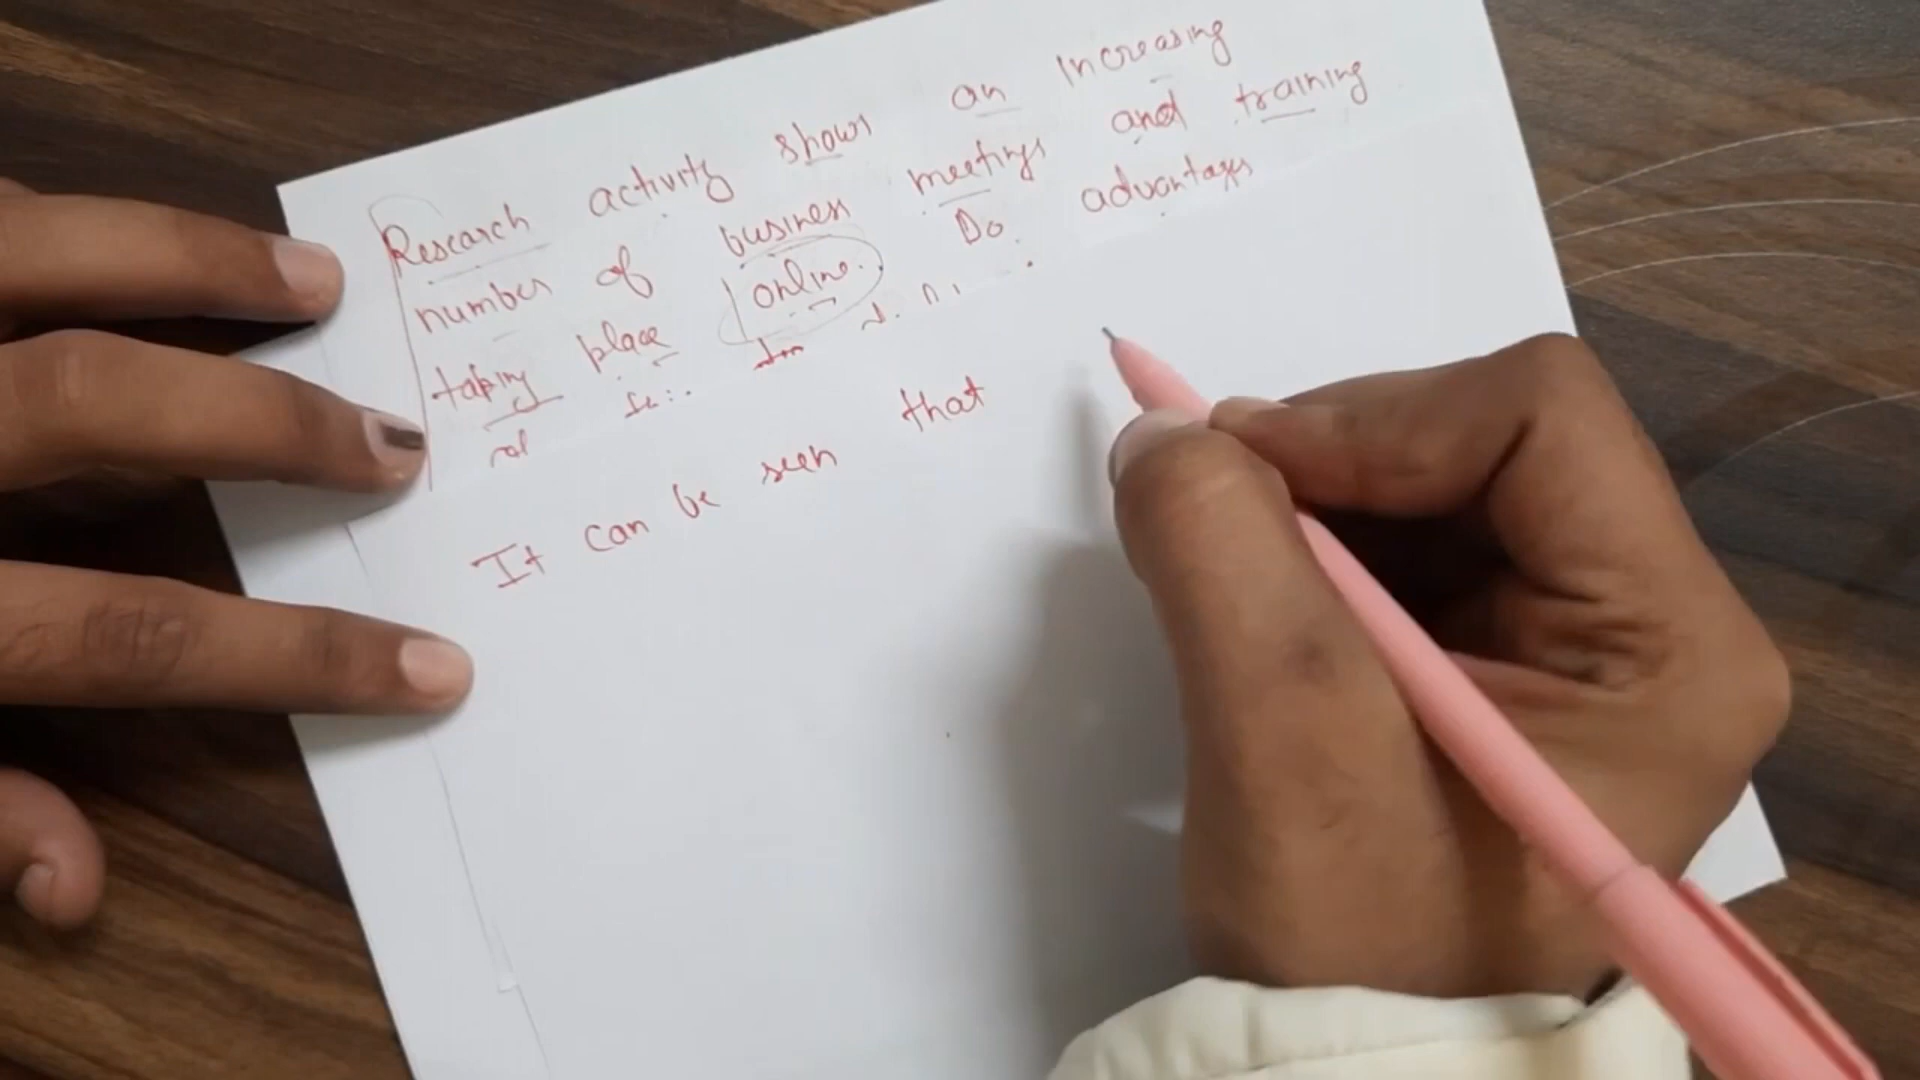 Research activity shows an increasing
number of business meetings and training
taking place online. Do advantages
It can be seen that